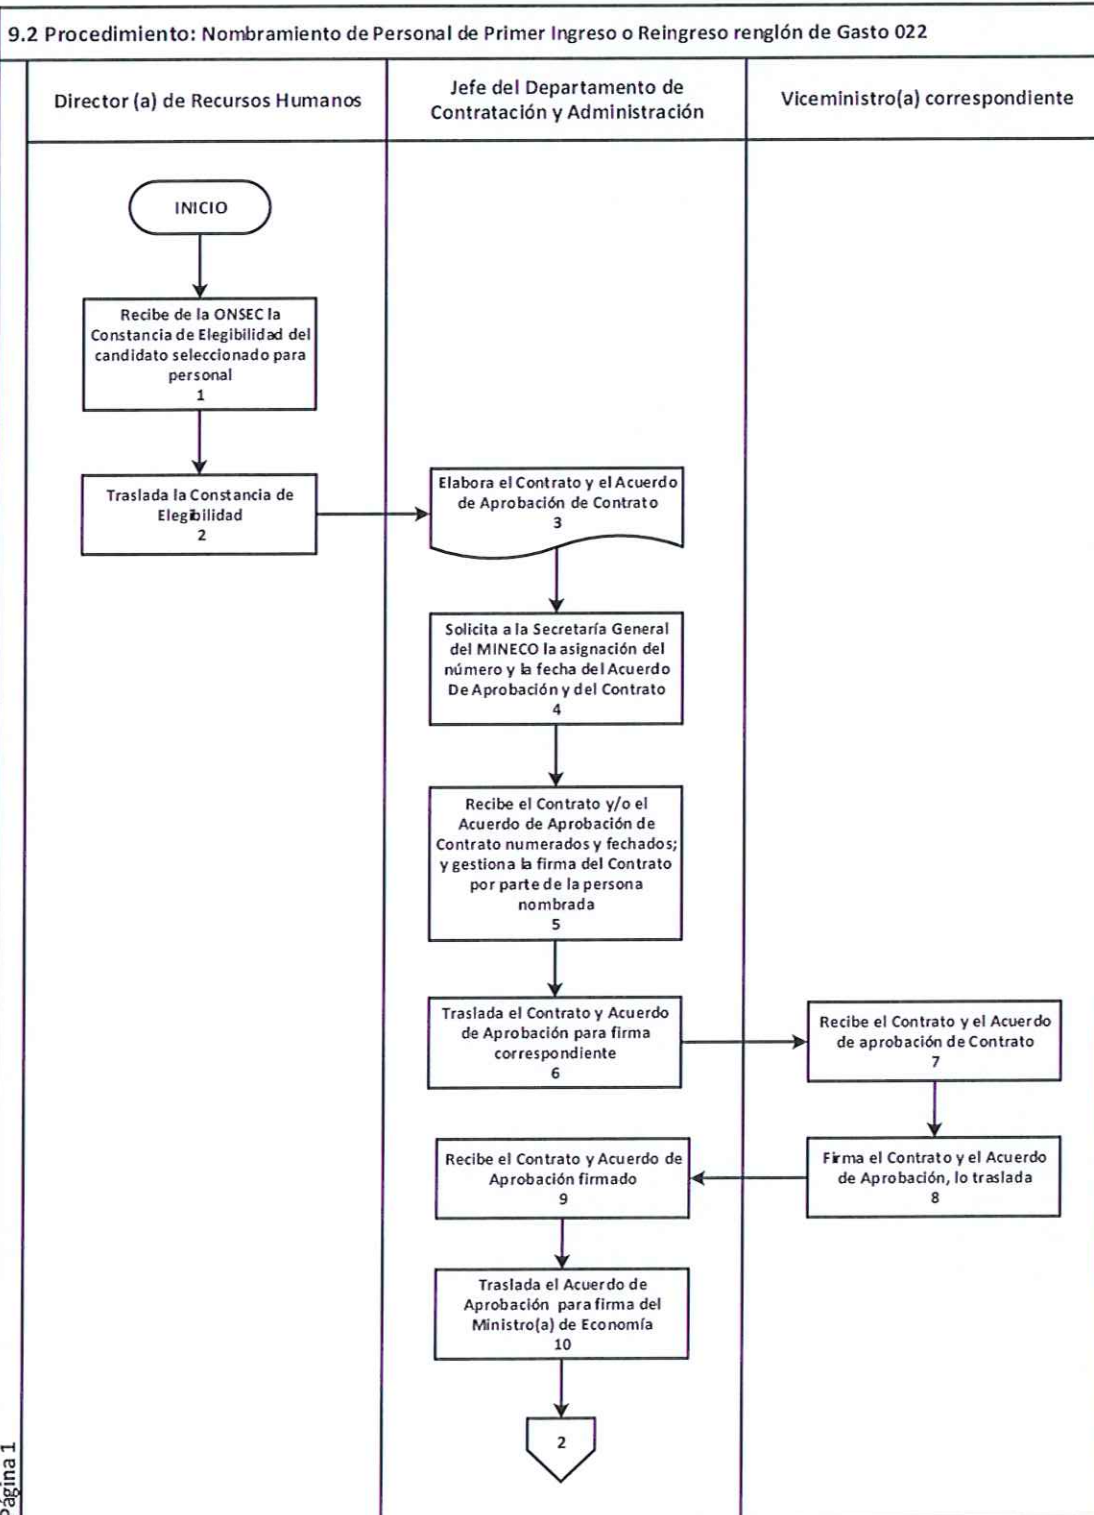 9.2 Procedimiento: Nombramiento de Personal de Primer Ingreso o Reingreso renglón de Gasto 022
Director (a) de Recursos Humanos
Jefe del Departamento de
Contratación y Administración
Viceministro(a) correspondiente
INICIO
Recibe de la ONSEC la
Constancia de Elegibilidad del
candidato seleccionado para
personal
1
Traslada la Constancia de
Elegibilidad
2
Elabora el Contrato y el Acuerdo
de Aprobación de Contrato
3
Solicita a la Secretaría General
del MINECO la asignación del
número y la fecha del Acuerdo
De Aprobación y del Contrato
4
Recibe el Contrato y/o el
Acuerdo de Aprobación de
Contrato numerados y fechados;
y gestiona la firma del Contrato
por parte de la persona
nombrada
5
Traslada el Contrato y Acuerdo
de Aprobación para firma
correspondiente
6
Recibe el Contrato y el Acuerdo
de aprobación de Contrato
7
Firma el Contrato y el Acuerdo
de Aprobación, lo traslada
8
Recibe el Contrato y Acuerdo de
Aprobación firmado
9
Traslada el Acuerdo de
Aprobación para firma del
Ministro(a) de Economía
10
2
Página 1